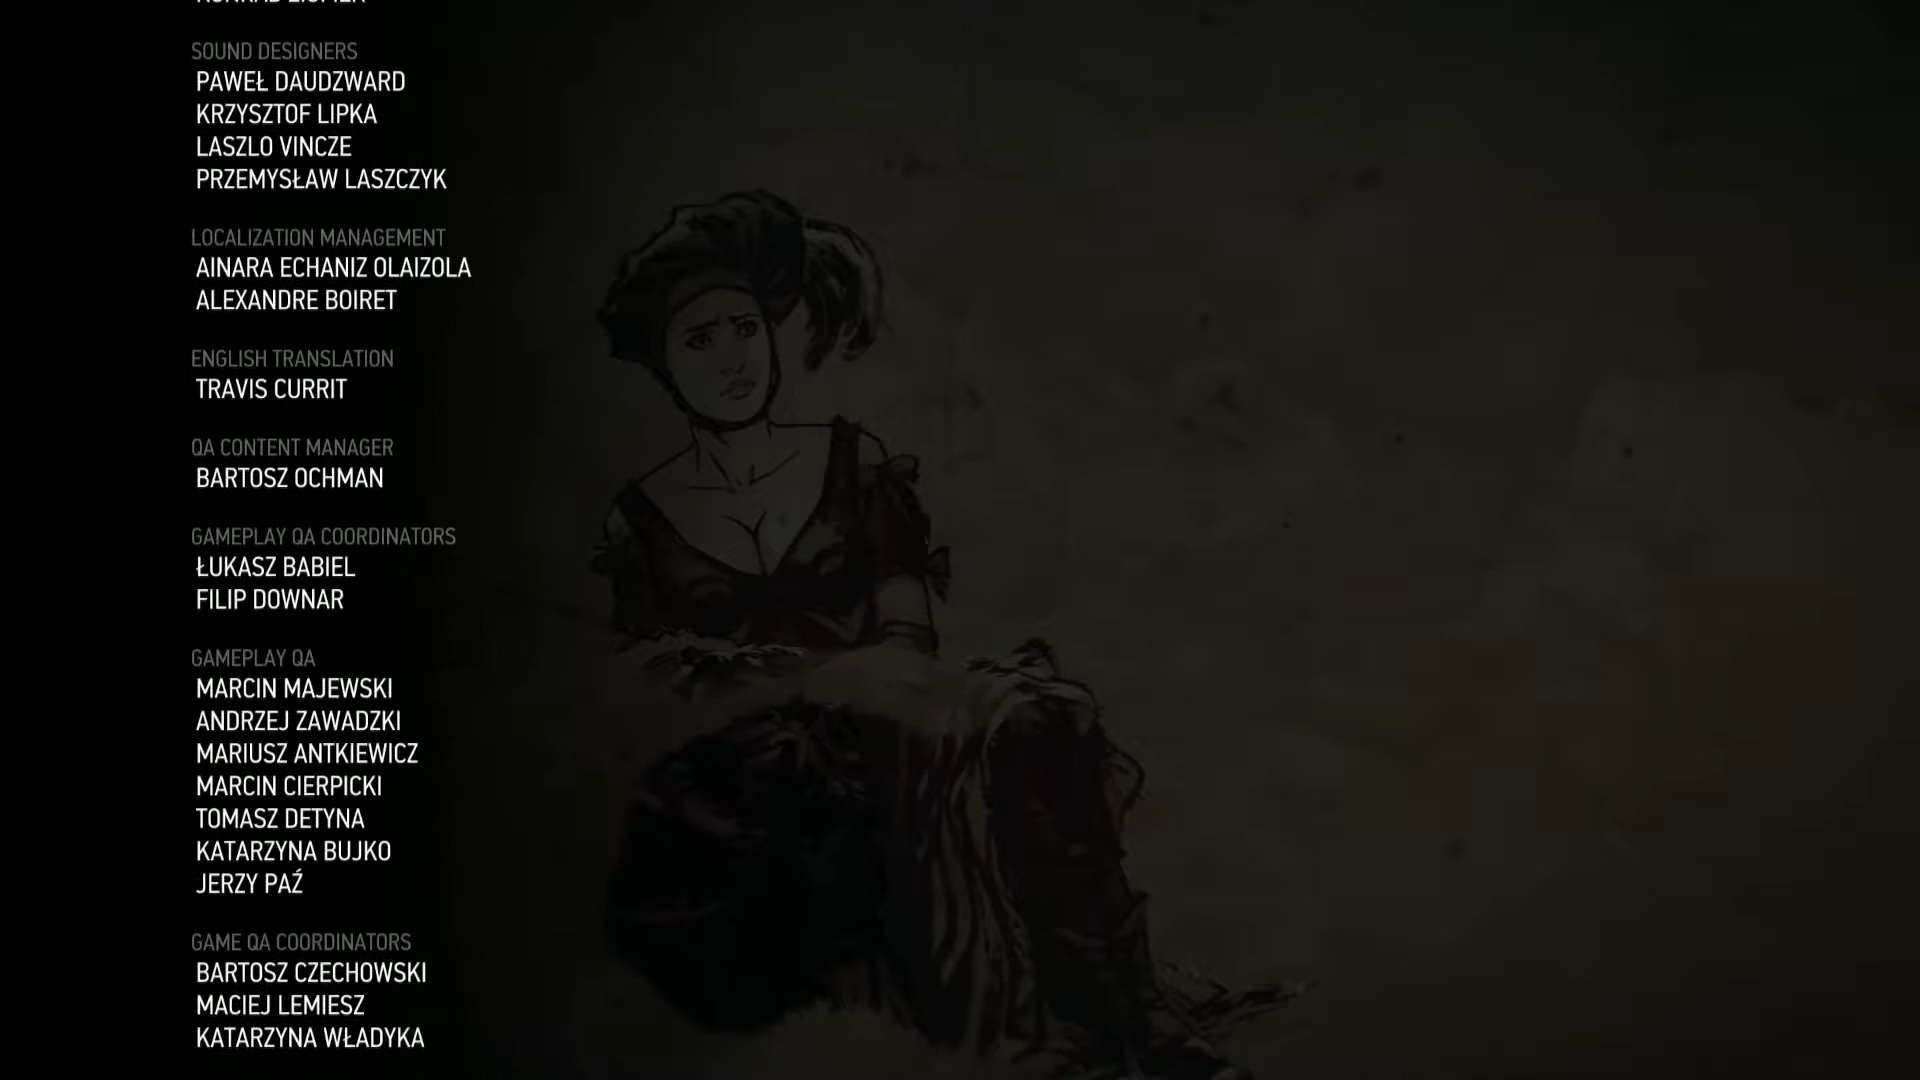 SOUND DESIGNERS
PAWEŁ DAUDZWARD
KRZYSZTOF LIPKA
LASZLO VINCZE
PRZEMYSŁAW LASZCZYK
LOCALIZATION MANAGEMENT
AINARA ECHANIZ OLAIZOLA
ALEXANDRE BOIRET
ENGLISH TRANSLATION
TRAVIS CURRIT
QA CONTENT MANAGER
BARTOSZ OCHMAN
GAMEPLAY QA COORDINATORS
ŁUKASZ BABIEL
FILIP DOWNAR
GAMEPLAY QA
MARCIN MAJEWSKI
ANDRZEJ ZAWADZKI
MARIUSZ ANTKIEWICZ
MARCIN CIERPICKI
TOMASZ DETYNA
KATARZYNA BUJKO
JERZY PAŹ
GAME QA COORDINATORS
BARTOSZ CZECHOWSKI
MACIEJ LEMIESZ
KATARZYNA WŁADYKA